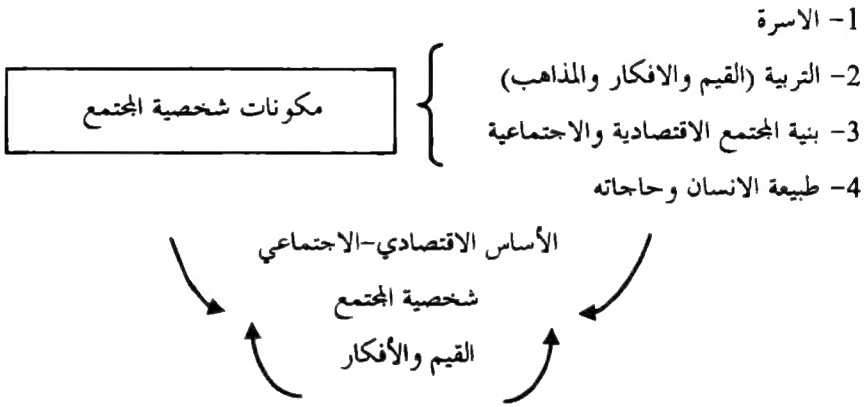 1- الاسرة
2- التربية (القيم والافكار والمذاهب)
مكونات شخصية المجتمع
3- بنية المجتمع الاقتصادية والاجتماعية
4- طبيعة الانسان وحاجاته
الأساس الاقتصادي-الاجتماعي
شخصية المجتمع
القيم والأفكار